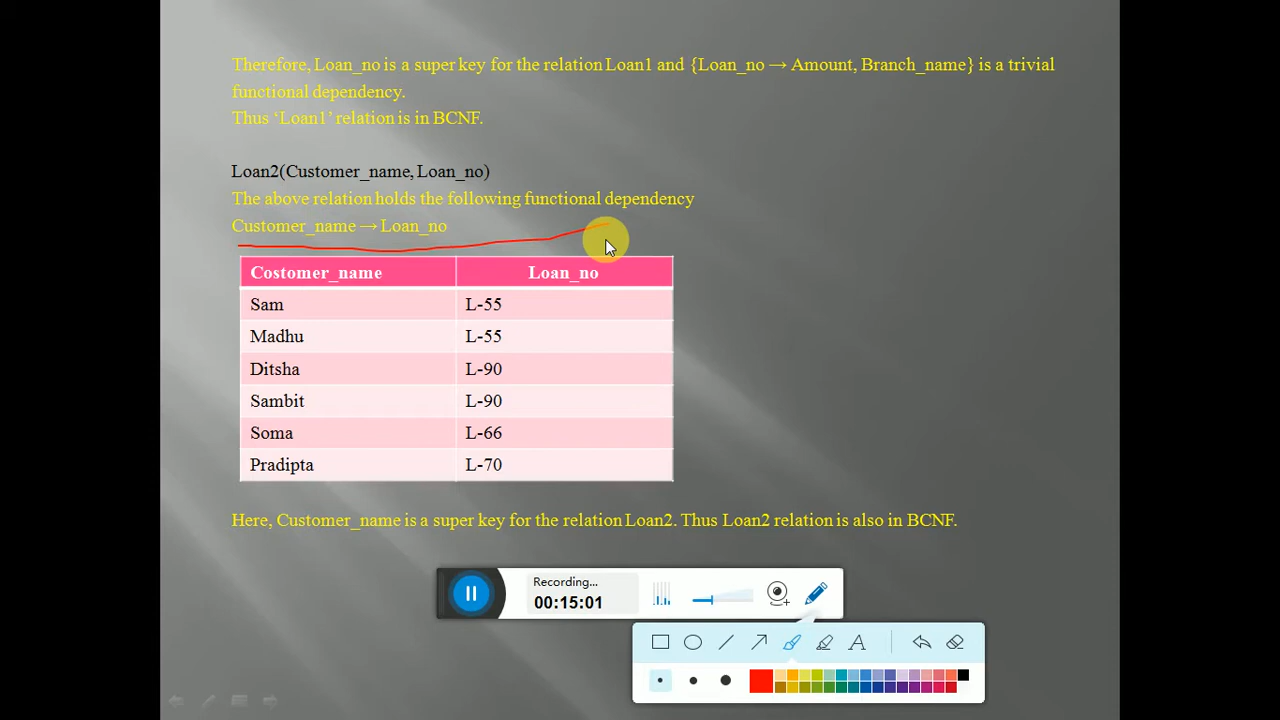 Therefore, Loan_no is a super key for the relation Loan1 and {Loan_no → Amount, Branch_name} is a trivial
functional dependency.
Thus ‘Loan1’ relation is in BCNF.
Loan2(Customer_name, Loan_no)
The above relation holds the following functional dependency
Customer_name → Loan_no
Costomer_name Loan_no
Sam L-55
Madhu L-55
Ditsha L-90
Sambit L-90
Soma L-66
Pradipta L-70
Here, Customer_name is a super key for the relation Loan2. Thus Loan2 relation is also in BCNF.
Recording...
00:15:01
A